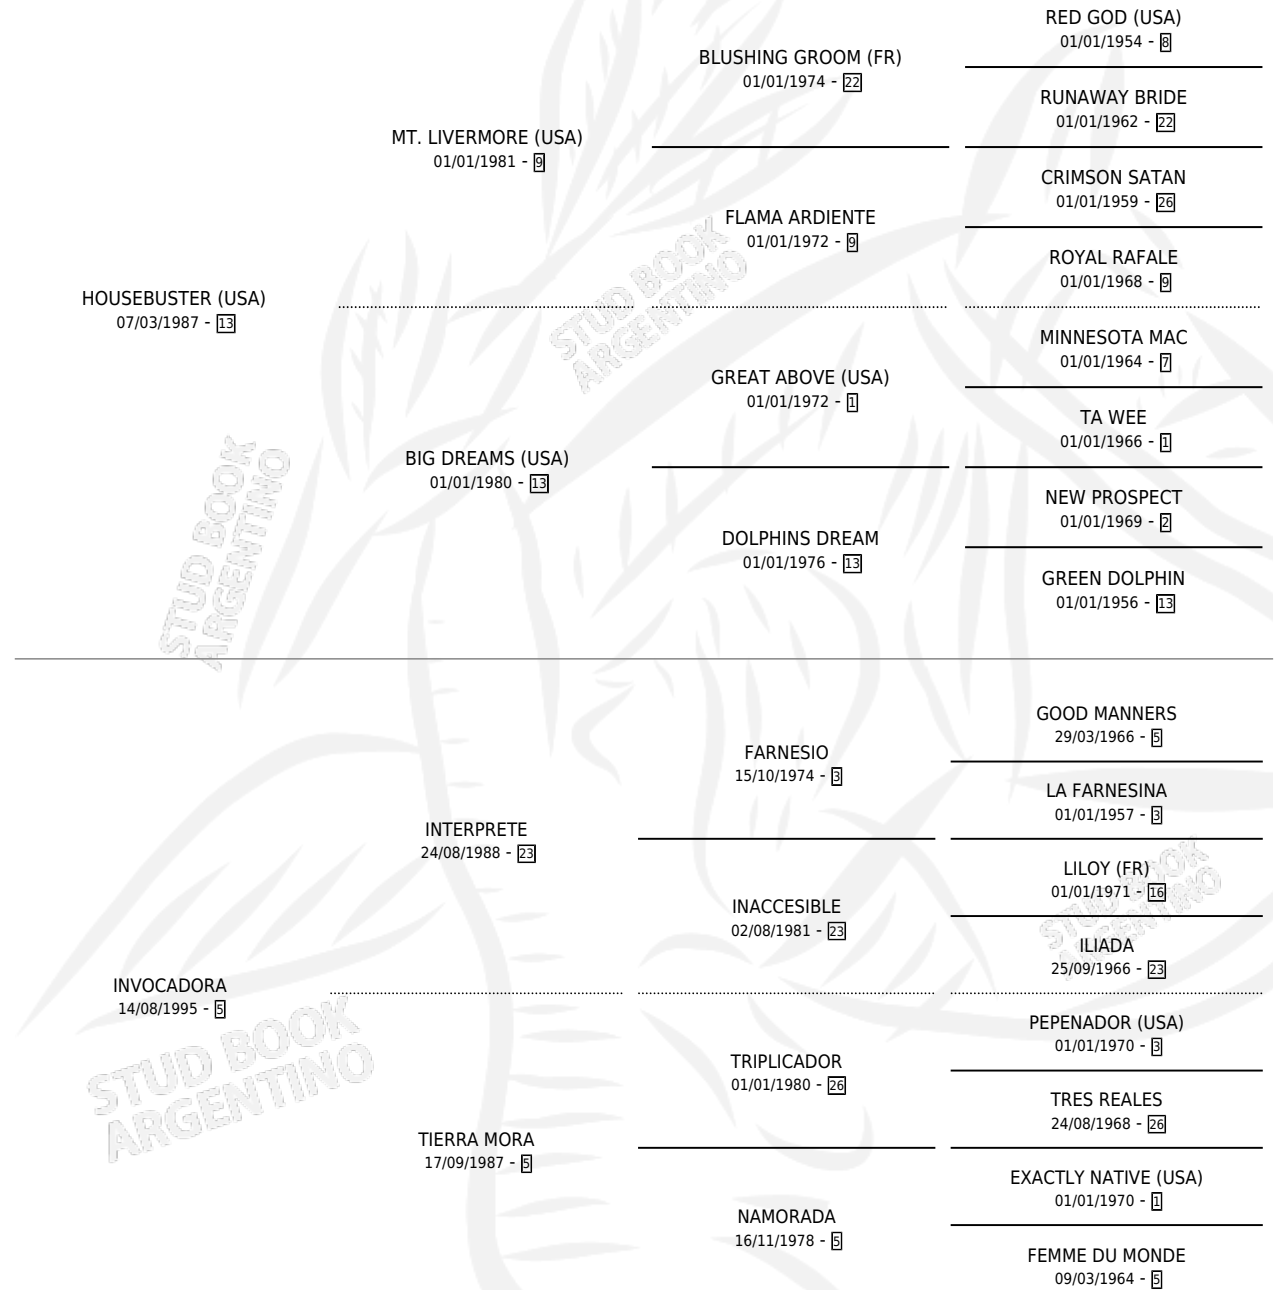 RED GOD (USA)
01/01/1954 - 8
BLUSHING GROOM (FR)
01/01/1974 - 22
RUNAWAY BRIDE
01/01/1962 - 22
MT. LIVERMORE (USA)
01/01/1981 - 9
CRIMSON SATAN
01/01/1959 - 26
FLAMA ARDIENTE
01/01/1972 - 9
ROYAL RAFALE
01/01/1968 - 9
HOUSEBUSTER (USA)
07/03/1987 - 13
MINNESOTA MAC
01/01/1964 - 7
GREAT ABOVE (USA)
01/01/1972 - 1
TA WEE
01/01/1966 - 1
BIG DREAMS (USA)
01/01/1980 - 13
NEW PROSPECT
01/01/1969 - 2
DOLPHINS DREAM
01/01/1976 - 13
GREEN DOLPHIN
01/01/1956 - 13
GOOD MANNERS
29/03/1966 - 5
FARNESIO
15/10/1974 - 3
LA FARNESINA
01/01/1957 - 3
INTERPRETE
24/08/1988 - 23
LILOY (FR)
01/01/1971 - 16
INACCESIBLE
02/08/1981 - 23
ILIADA
25/09/1966 - 23
INVOCADORA
14/08/1995 - 5
PEPENADOR (USA)
01/01/1970 - 3
TRIPLICADOR
01/01/1980 - 26
TRES REALES
24/08/1968 - 26
TIERRA MORA
17/09/1987 - 5
EXACTLY NATIVE (USA)
01/01/1970 - 1
NAMORADA
16/11/1978 - 5
FEMME DU MONDE
09/03/1964 - 5
STUD BOOK
ARGENTINO
STUD BOOK
ARGENTINO
STUD BOOK
ARGENTINO
STUD BOOK
ARGENTINO